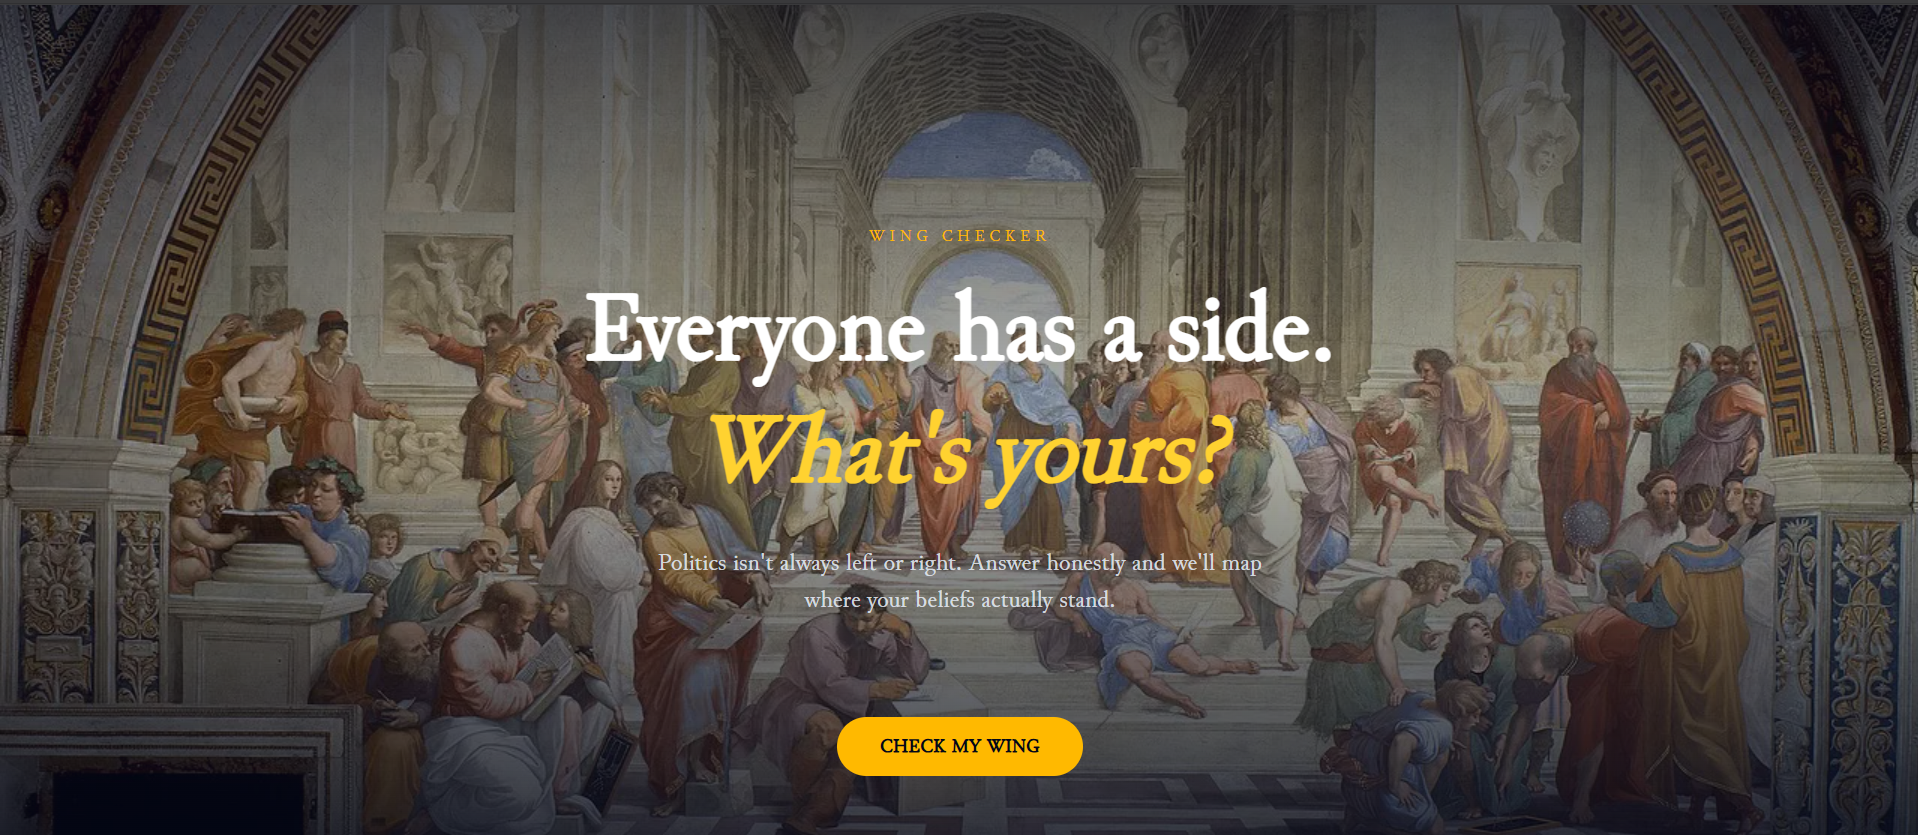 WING CHECKER
Everyone has a side.
What's yours?
Politics isn't always left or right. Answer honestly and we'll map
where your beliefs actually stand.
CHECK MY WING